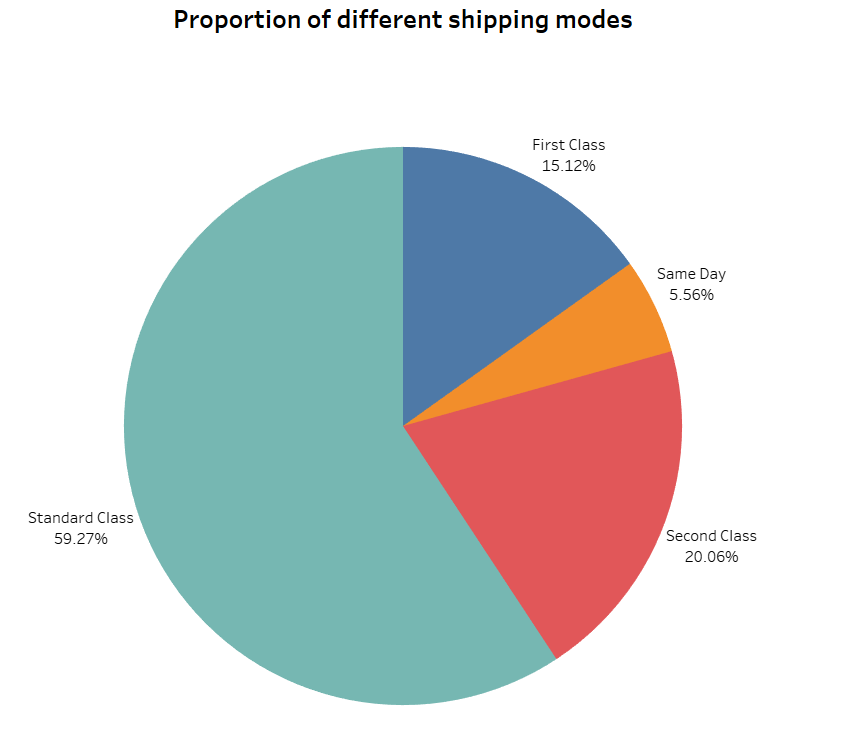 Proportion of different shipping modes
First Class
15.12%
Same Day
5.56%
Standard Class
59.27%
Second Class
20.06%